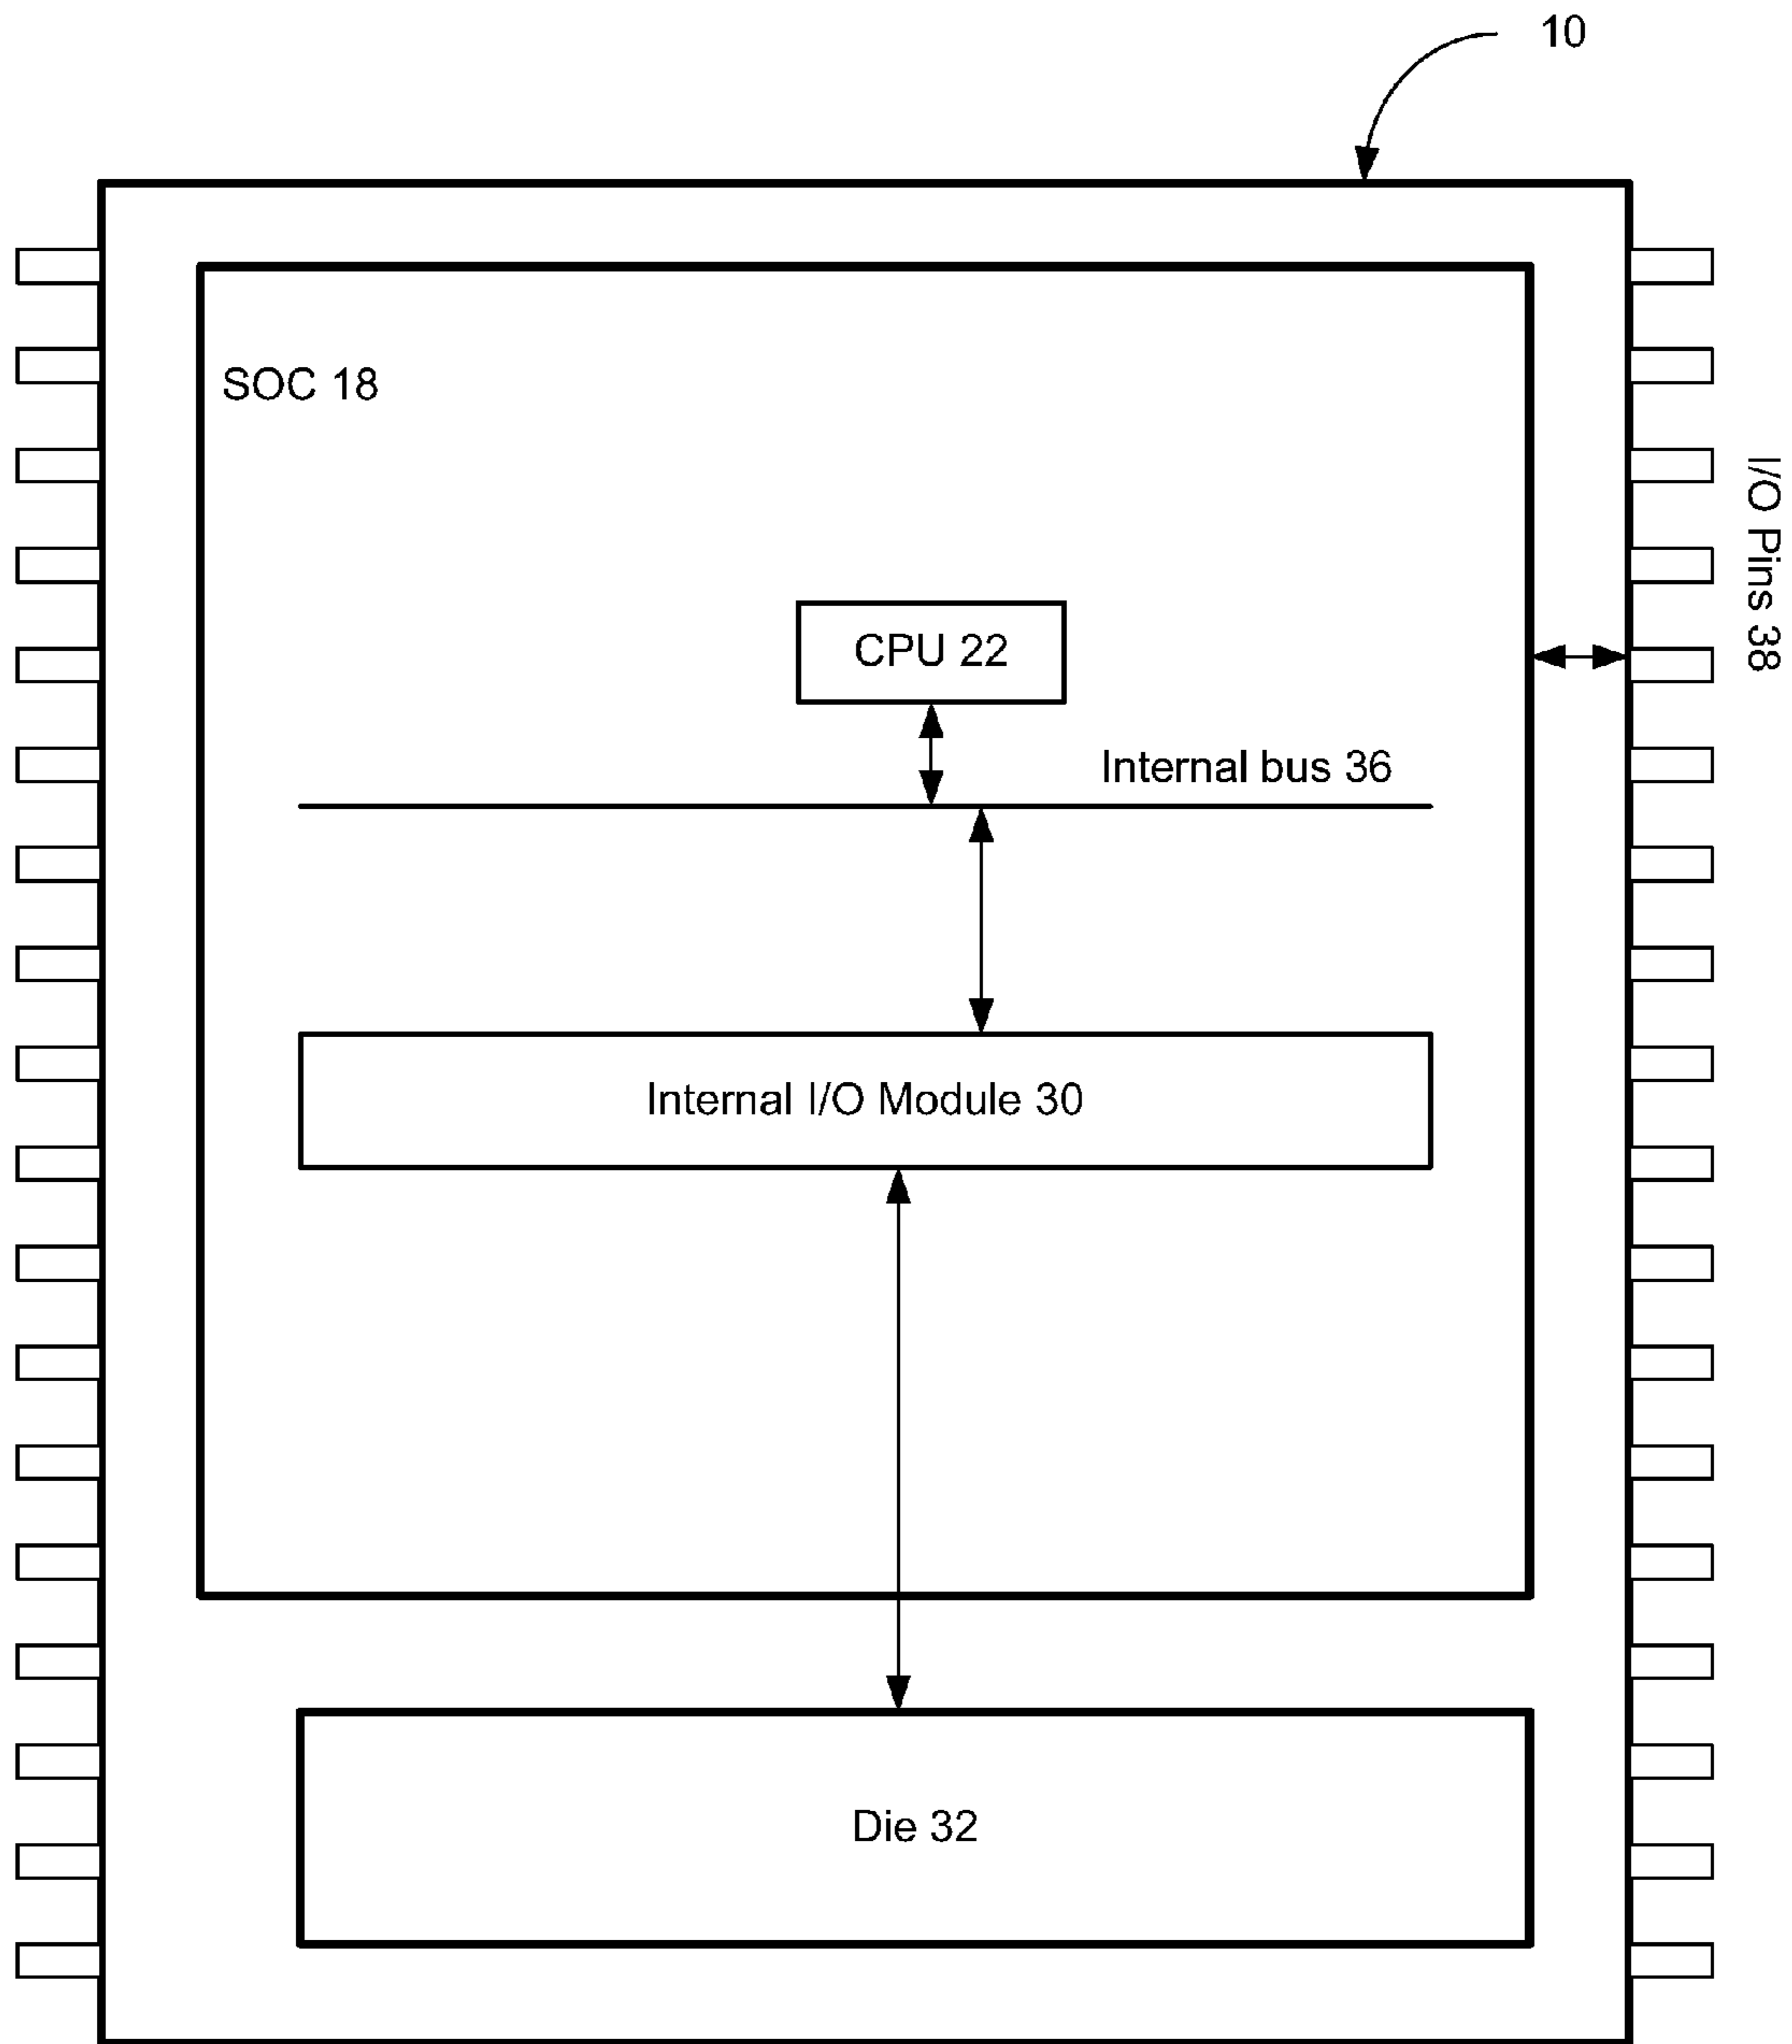 10
SOC 18
I/O Pins 38
CPU 22
Internal bus 36
Internal I/O Module 30
Die 32